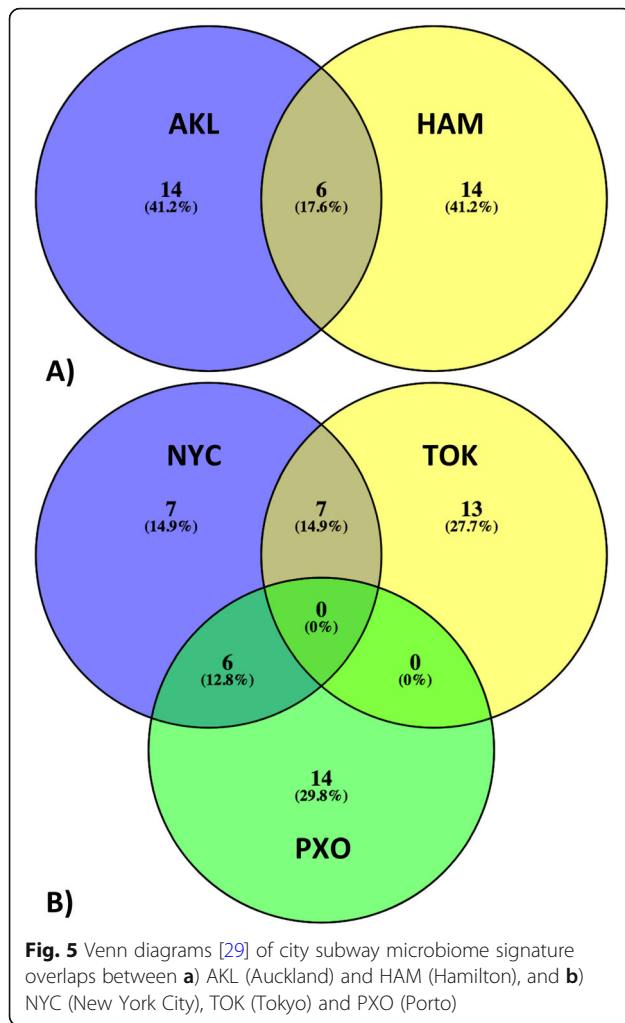 AKL HAM
14 6 14
(41.2%) (17.6%) (41.2%)
A)
NYC TOK
7 7 13
(14.9%) (14.9%) (27.7%)
0
(0%)
6 0
(12.8%) (0%)
14
(29.8%)
PXO
B)
Fig. 5 Venn diagrams [29] of city subway microbiome signature
overlaps between a) AKL (Auckland) and HAM (Hamilton), and b)
NYC (New York City), TOK (Tokyo) and PXO (Porto)